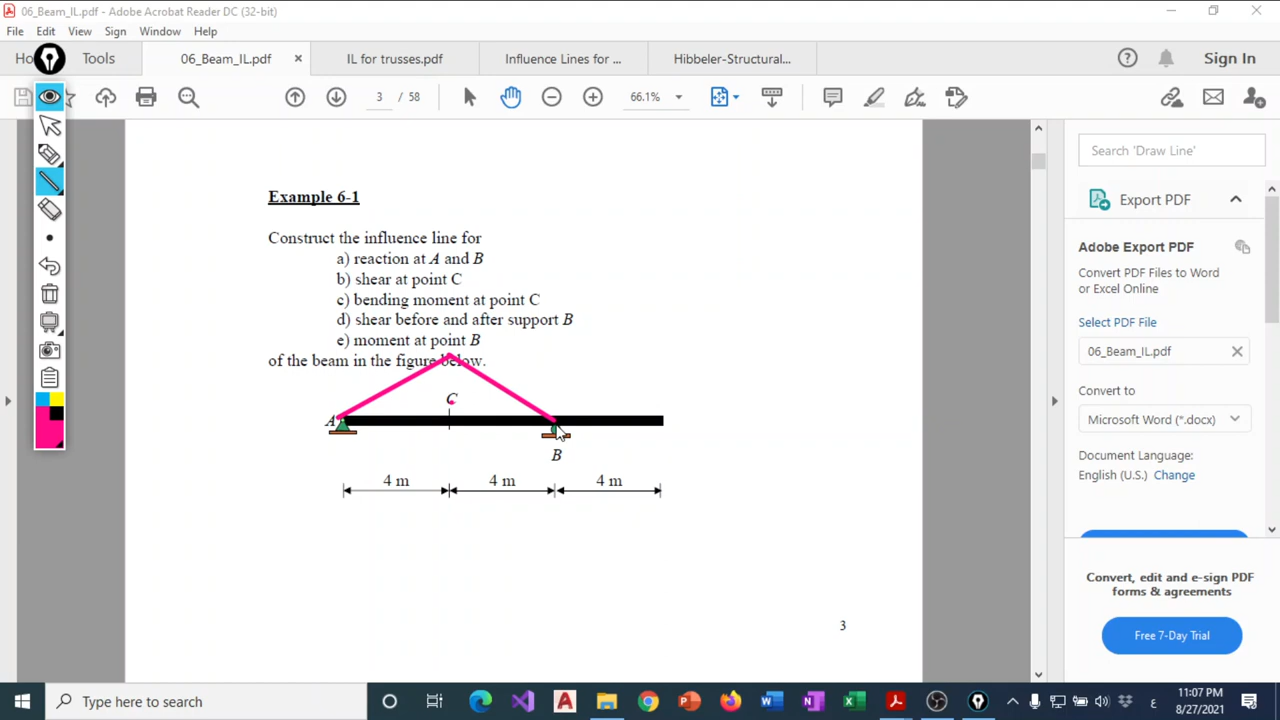 06_Beam_IL.pdf - Adobe Acrobat Reader DC (32-bit)
File Edit View Sign Window Help
Ho Tools 06_Beam_IL.pdf IL for trusses.pdf Influence Lines for ... Hibbeler-Structural... Sign In
3 / 58 66.1%
Example 6-1
Construct the influence line for
a) reaction at A and B
b) shear at point C
c) bending moment at point C
d) shear before and after support B
e) moment at point B
of the beam in the figure below.
C
A
B
4 m 4 m 4 m
3
Search 'Draw Line'
Export PDF
Adobe Export PDF
Convert PDF Files to Word
or Excel Online
Select PDF File
06_Beam_IL.pdf
Convert to
Microsoft Word (*.docx)
Document Language:
English (U.S.) Change
Convert, edit and e-sign PDF
forms & agreements
Free 7-Day Trial
Type here to search
ع
11:07 PM
8/27/2021